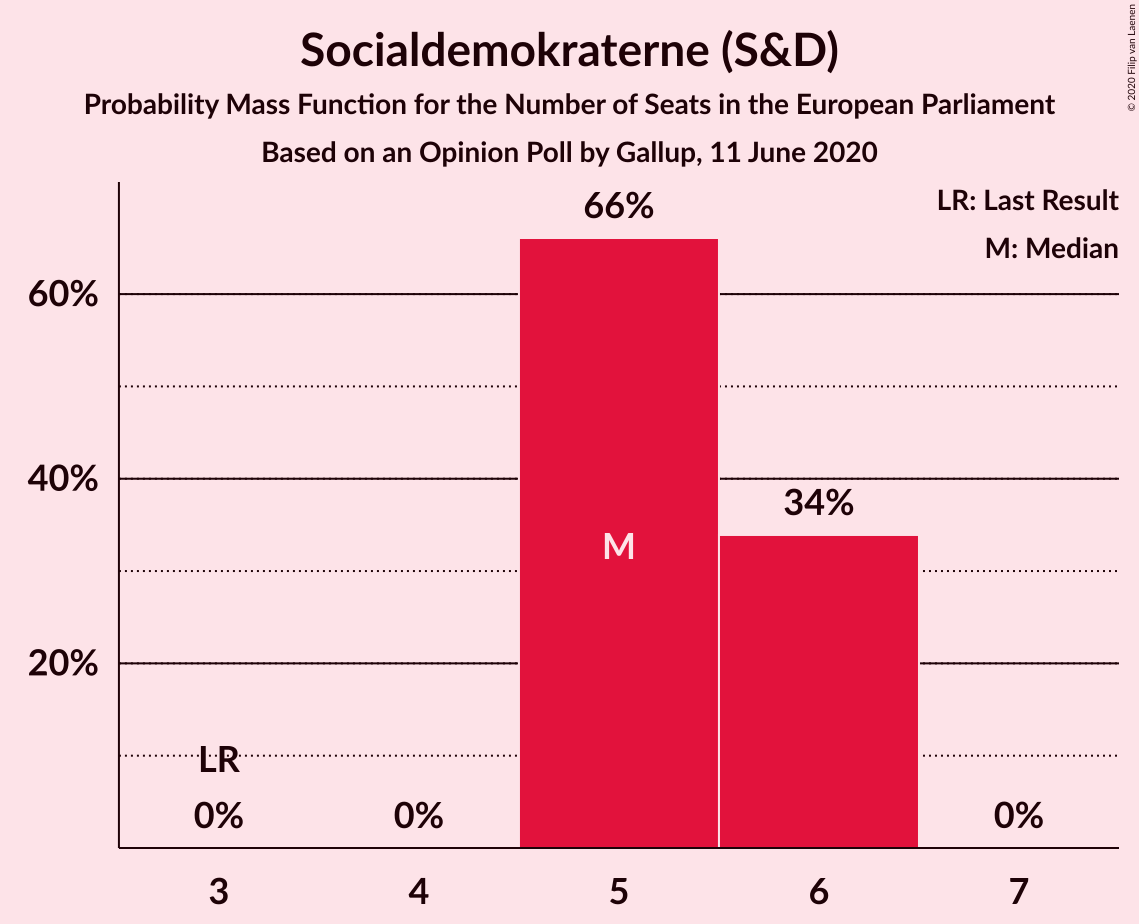 Socialdemokraterne (S&D)
Probability Mass Function for the Number of Seats in the European Parliament
Based on an Opinion Poll by Gallup, 11 June 2020
© 2020 Filip van Laenen
LR: Last Result
M: Median
66%
60%
40%
34%
M
20%
LR
0%
0%
0%
3
4
5
6
7